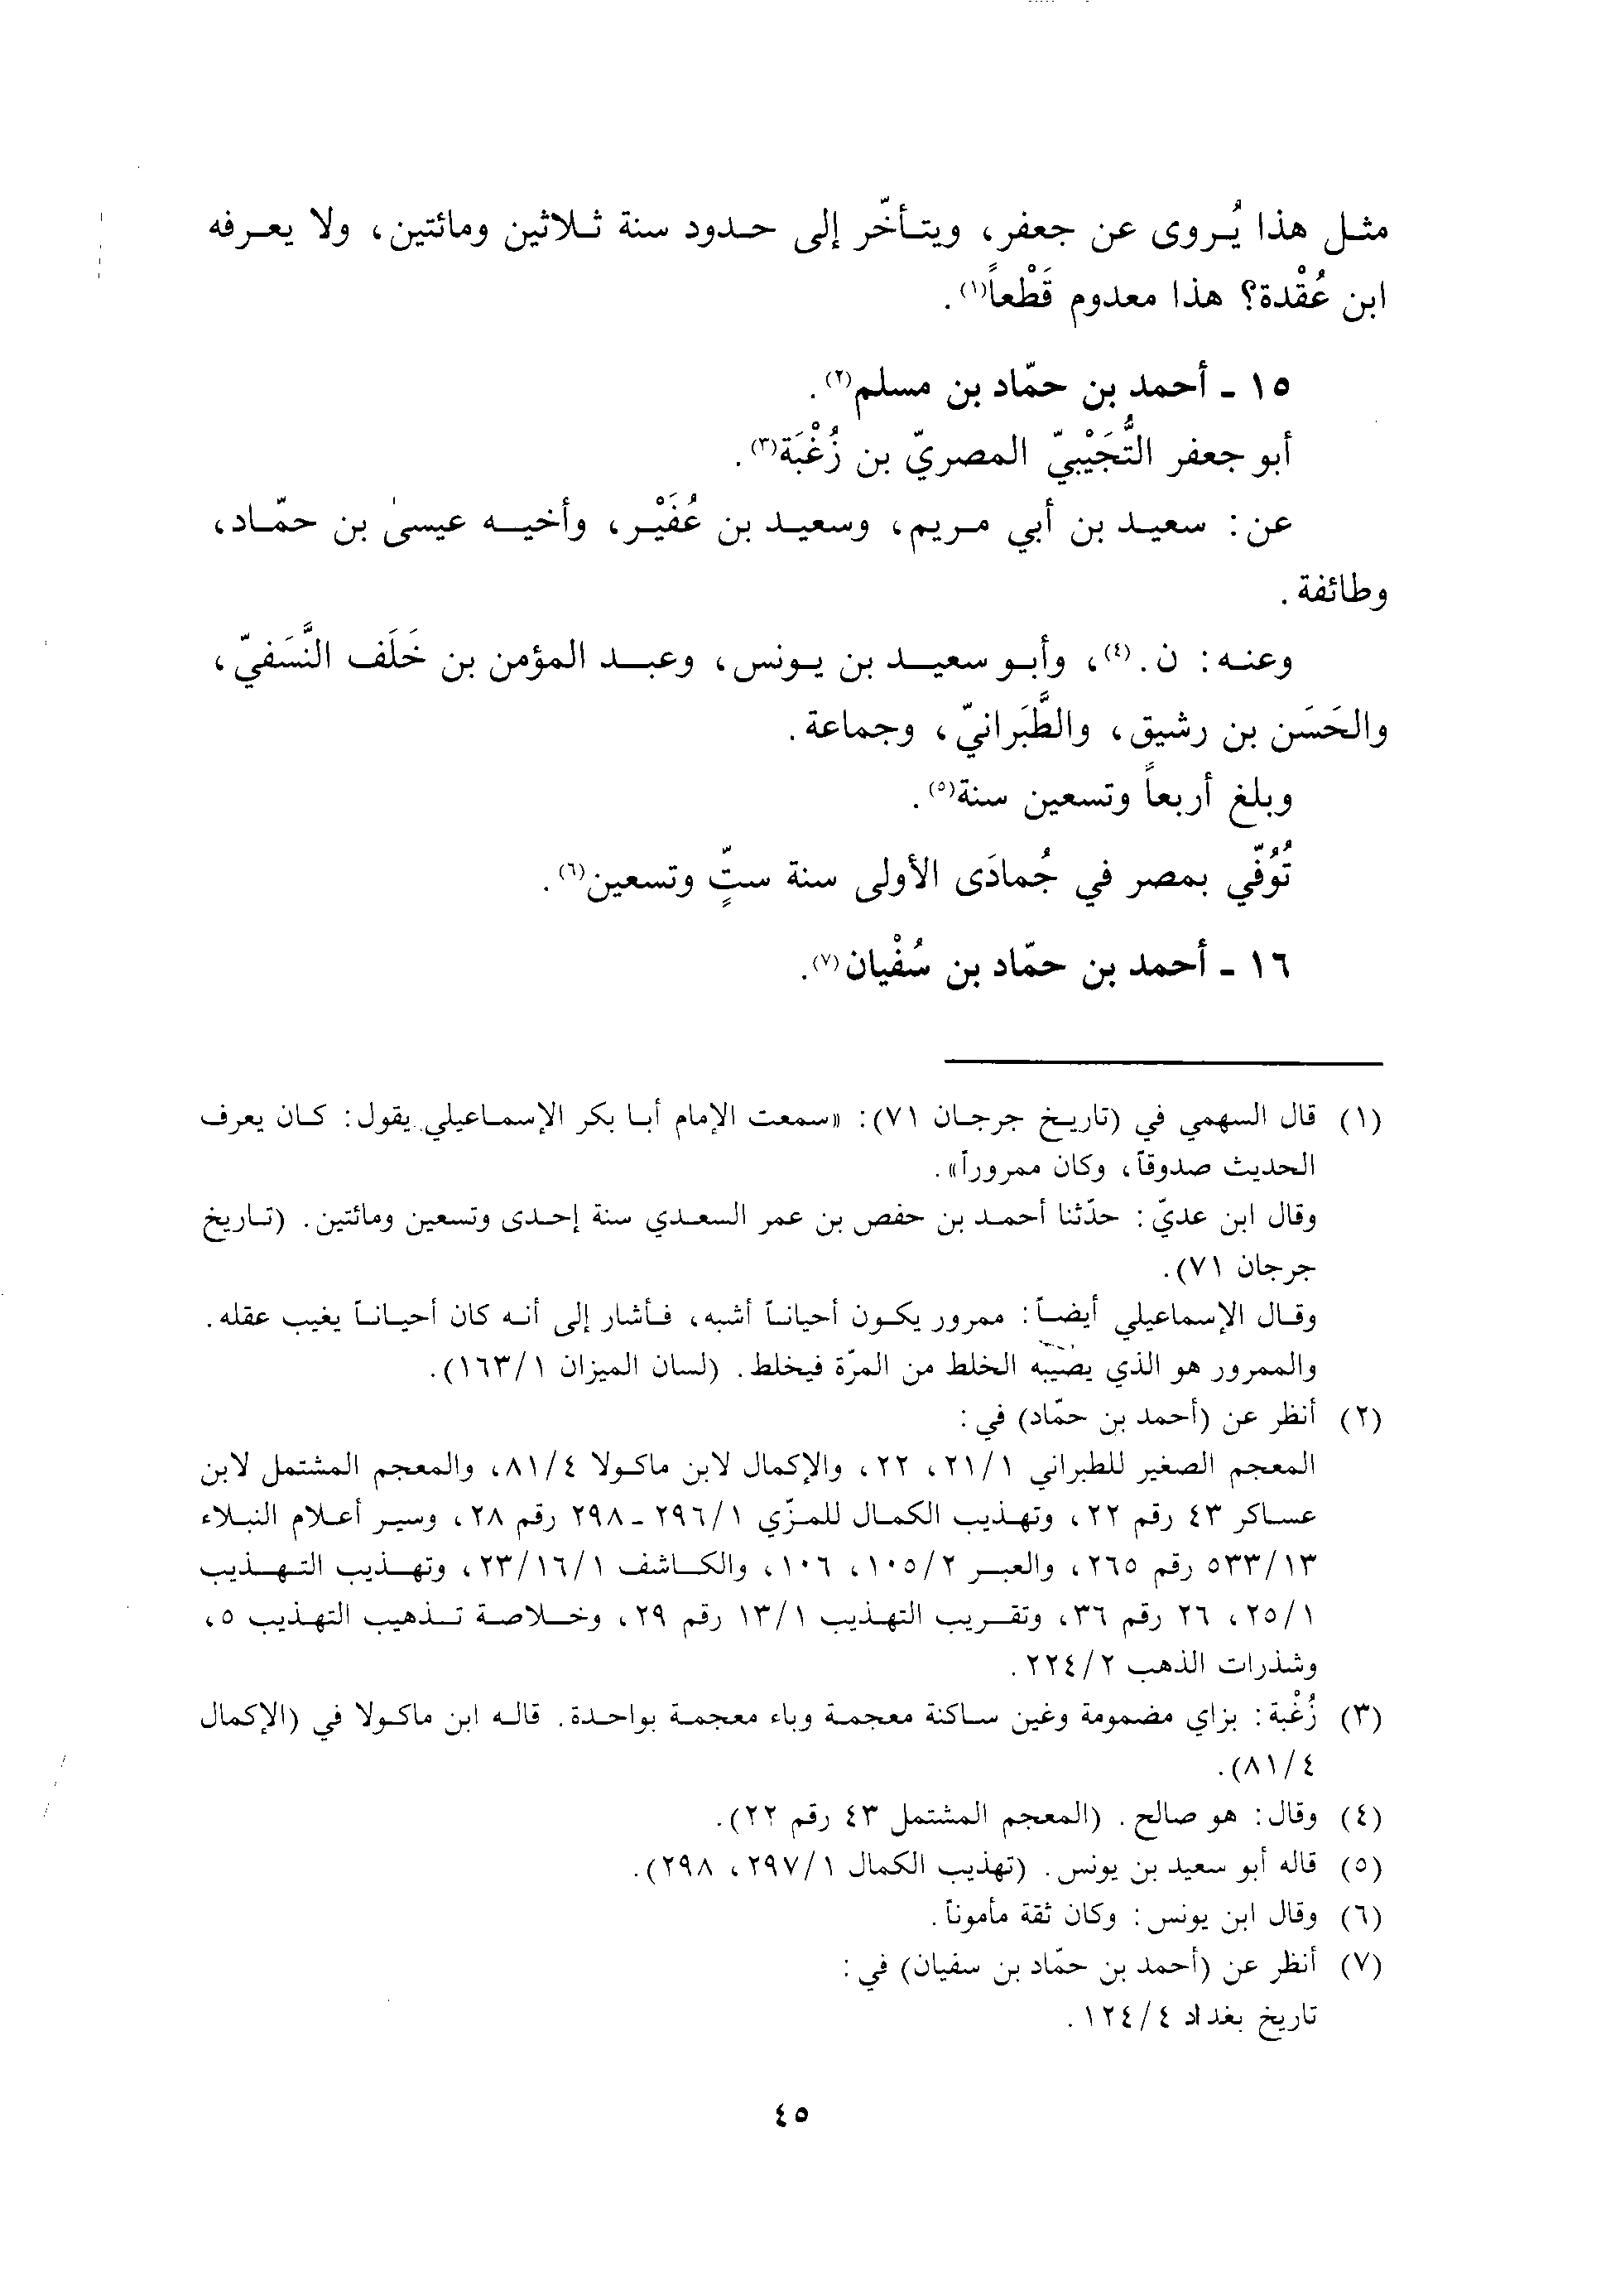 مثل هذا يُروى عن جعفر، ويتأخّر إلى حدود سنة ثلاثين ومائتين، ولا يعرفه
ابن عُقْدة؟ هذا معدوم قَطْعاً(١).
١٥ ـ أحمد بن حمّاد بن مسلم(٢).
أبو جعفر التُّجَيْبيّ المصريّ بن زُغْبَة(٣).
عن: سعيد بن أبي مريم، وسعيد بن عُفَيْر، وأخيه عيسىٰ بن حمّاد،
وطائفة.
وعنه: ن.(٤)، وأبو سعيد بن يونس، وعبد المؤمن بن خَلَف النَّسَفيّ،
والحَسَن بن رشيق، والطَّبَرانيّ، وجماعة.
وبلغ أربعاً وتسعين سنة(٥).
تُوُفّي بمصر في جُمادَى الأولى سنة ستٍّ وتسعين(٦).
١٦ ـ أحمد بن حمّاد بن سُفْيان(٧).
(١) قال السهمي في (تاريخ جرجان ٧١): «سمعت الإمام أبا بكر الإسماعيلي يقول: كان يعرف
الحديث صدوقاً، وكان ممروراً».
وقال ابن عديّ: حدّثنا أحمد بن حفص بن عمر السعدي سنة إحدى وتسعين ومائتين. (تاريخ
جرجان ٧١).
وقال الإسماعيلي أيضاً: ممرور يكون أحياناً أشبه، فأشار إلى أنه كان أحياناً يغيب عقله.
والممرور هو الذي يصيبه الخلط من المرّة فيخلط. (لسان الميزان ١/١٦٣).
(٢) أنظر عن (أحمد بن حمّاد) في:
المعجم الصغير للطبراني ١/٢١، ٢٢، والإكمال لابن ماكولا ٤/٨١، والمعجم المشتمل لابن
عساكر ٤٣ رقم ٢٢، وتهذيب الكمال للمزّي ١/٢٩٦ ـ ٢٩٨ رقم ٢٨، وسير أعلام النبلاء
١٣/٥٣٣ رقم ٢٦٥، والعبر ٢/١٠٥، ١٠٦، والكاشف ١/١٦/٢٣، وتهذيب التهذيب
١/٢٥، ٢٦ رقم ٣٦، وتقريب التهذيب ١/١٣ رقم ٢٩، وخلاصة تذهيب التهذيب ٥،
وشذرات الذهب ٢/٢٢٤.
(٣) زُغْبة: بزاي مضمومة وغين ساكنة معجمة وباء معجمة بواحدة. قاله ابن ماكولا في (الإكمال
٤/٨١).
(٤) وقال: هو صالح. (المعجم المشتمل ٤٣ رقم ٢٢).
(٥) قاله أبو سعيد بن يونس. (تهذيب الكمال ١/٢٩٧، ٢٩٨).
(٦) وقال ابن يونس: وكان ثقة مأموناً.
(٧) أنظر عن (أحمد بن حمّاد بن سفيان) في:
تاريخ بغداد ٤/١٢٤.
٤٥